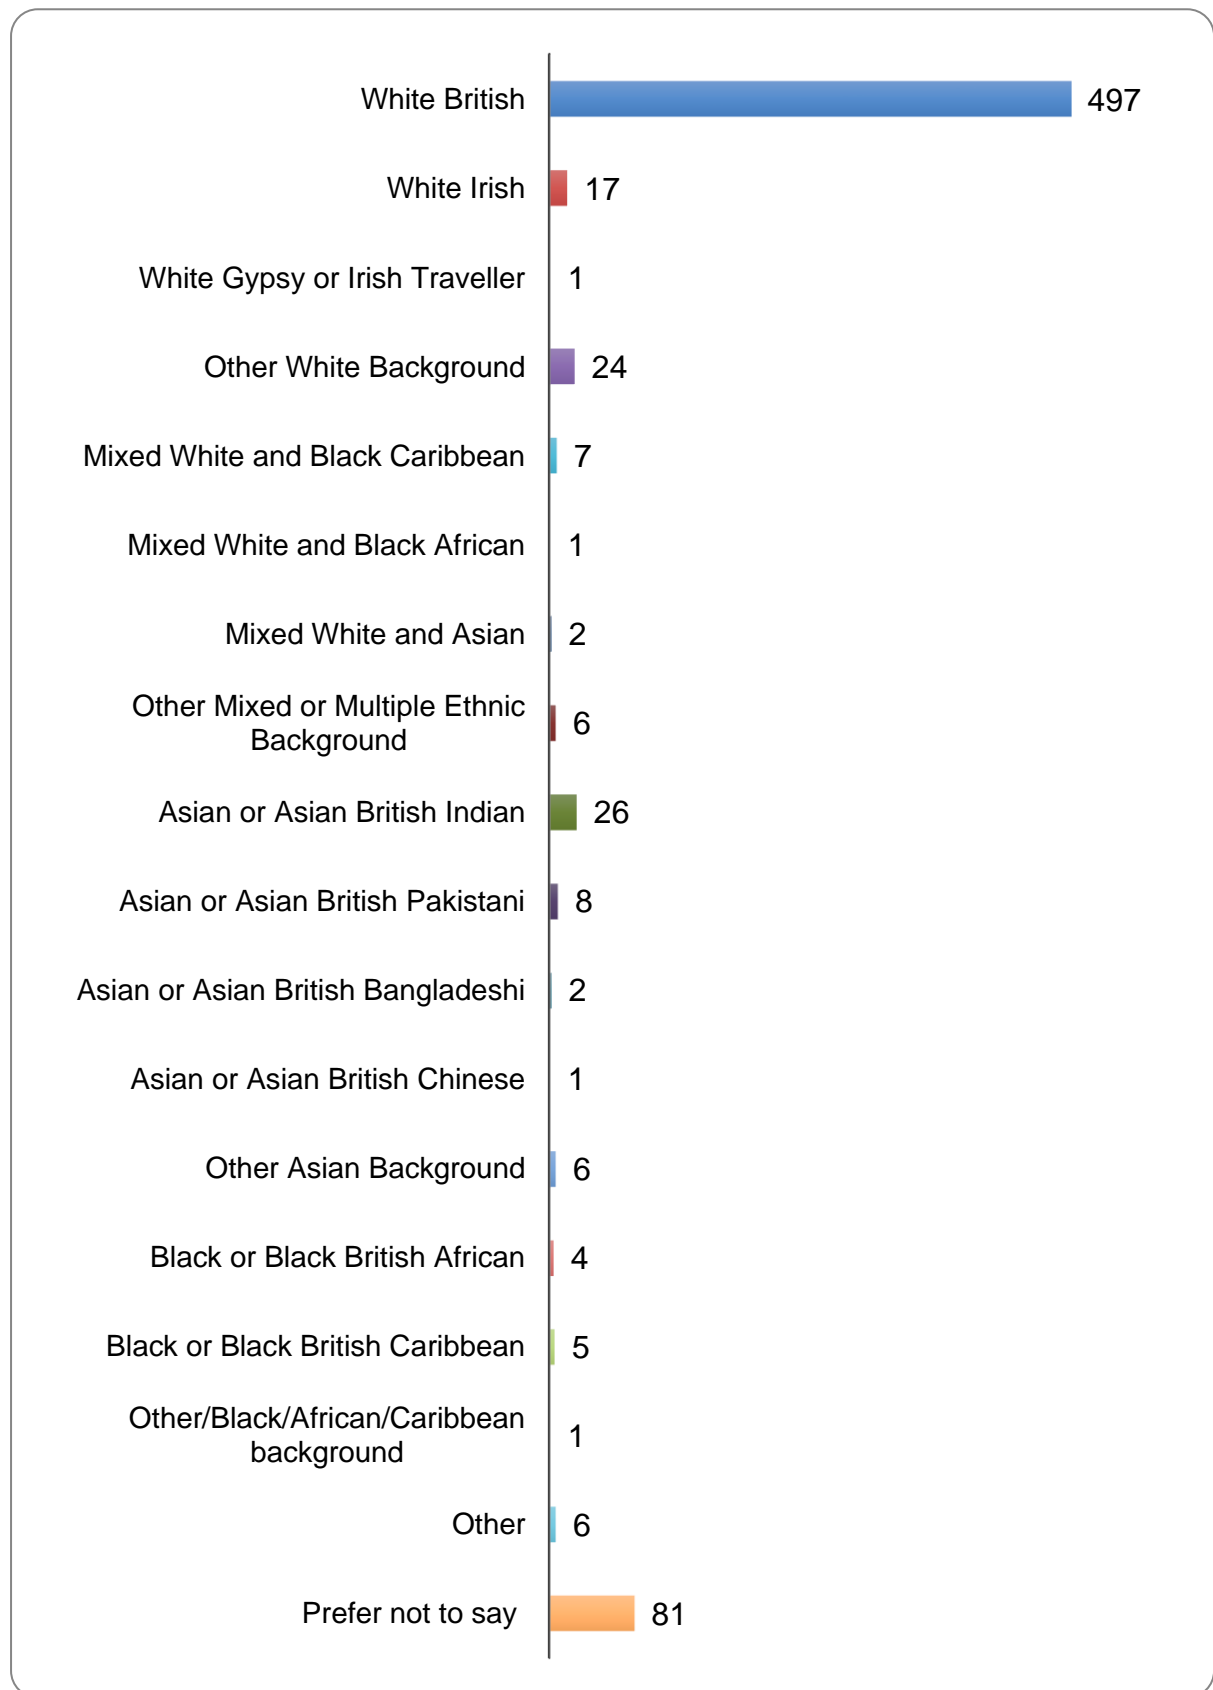 White British 497
White Irish 17
White Gypsy or Irish Traveller 1
Other White Background 24
Mixed White and Black Caribbean 7
Mixed White and Black African 1
Mixed White and Asian 2
Other Mixed or Multiple Ethnic
Background 6
Asian or Asian British Indian 26
Asian or Asian British Pakistani 8
Asian or Asian British Bangladeshi 2
Asian or Asian British Chinese 1
Other Asian Background 6
Black or Black British African 4
Black or Black British Caribbean 5
Other/Black/African/Caribbean
background 1
Other 6
Prefer not to say 81